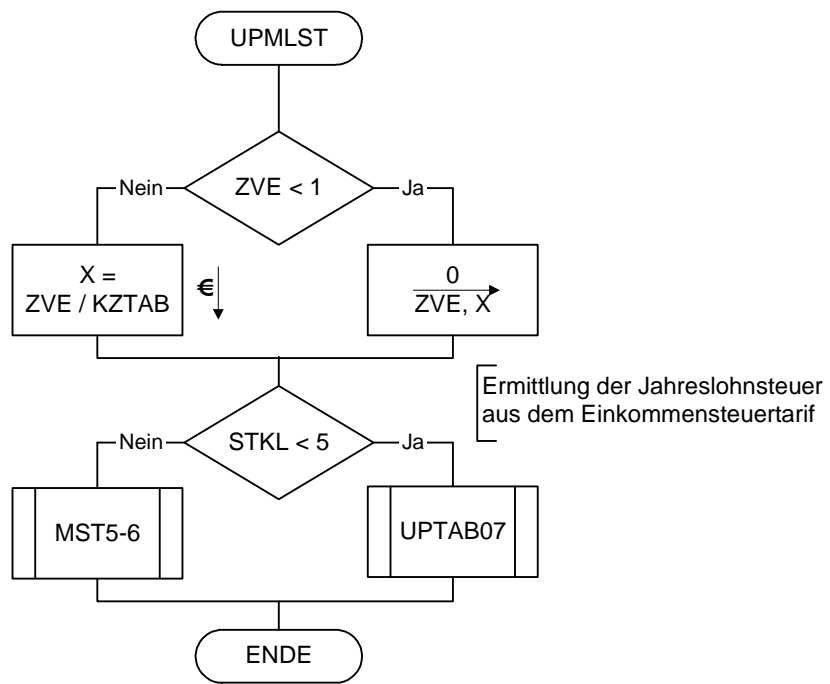 UPMLST
ZVE < 1
Nein
Ja
X =
ZVE / KZTAB
€
0
ZVE, X
Ermittlung der Jahreslohnsteuer
aus dem Einkommensteuertarif
STKL < 5
Nein
Ja
MST5-6
UPTAB07
ENDE